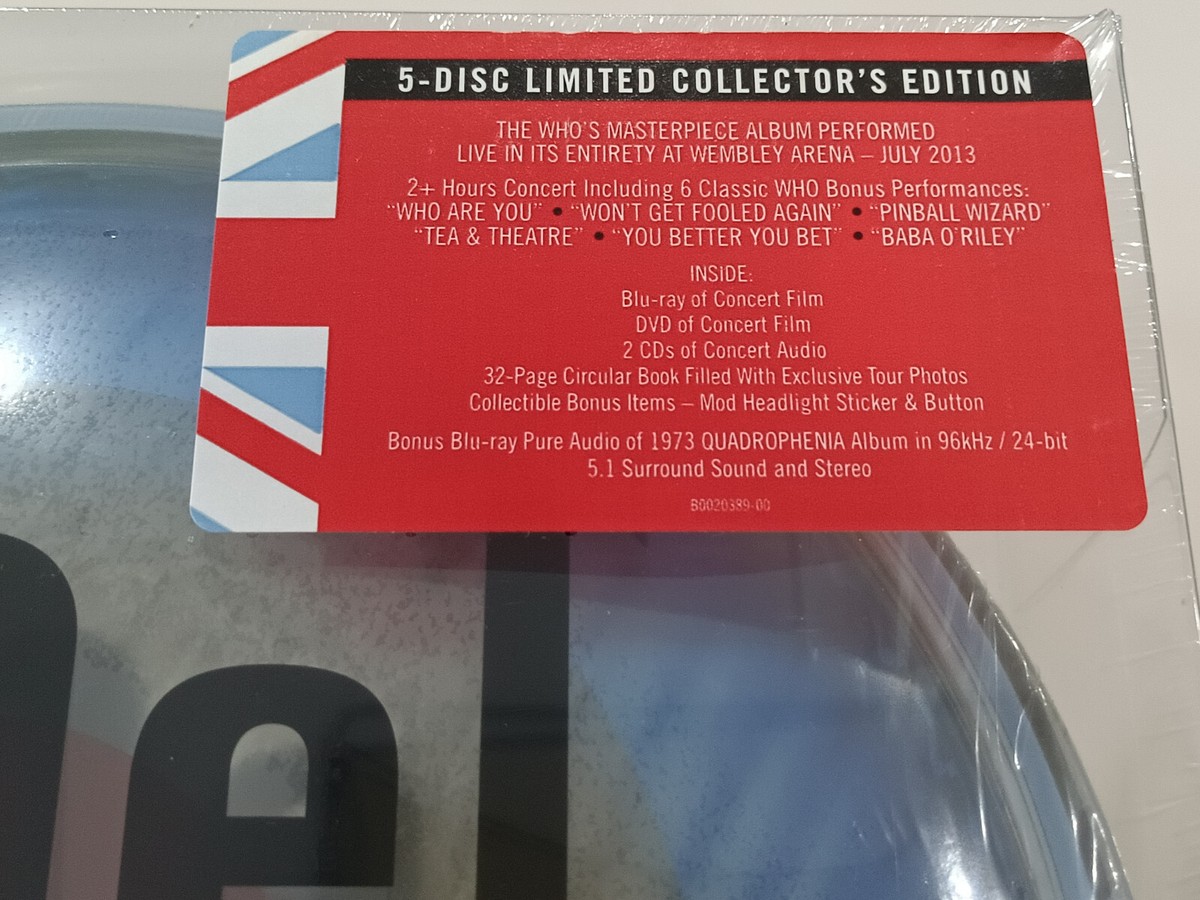 5-DISC LIMITED COLLECTOR'S EDITION
THE WHO'S MASTERPIECE ALBUM PERFORMED
LIVE IN ITS ENTIRETY AT WEMBLEY ARENA – JULY 2013
2+ Hours Concert Including 6 Classic WHO Bonus Performances:
"WHO ARE YOU" • "WON'T GET FOOLED AGAIN" • "PINBALL WIZARD"
"TEA & THEATRE" • "YOU BETTER YOU BET" • "BABA O'RILEY"
INSIDE:
Blu-ray of Concert Film
DVD of Concert Film
2 CDs of Concert Audio
32-Page Circular Book Filled With Exclusive Tour Photos
Collectible Bonus Items – Mod Headlight Sticker & Button
Bonus Blu-ray Pure Audio of 1973 QUADROPHENIA Album in 96kHz / 24-bit
5.1 Surround Sound and Stereo
B0020389-00